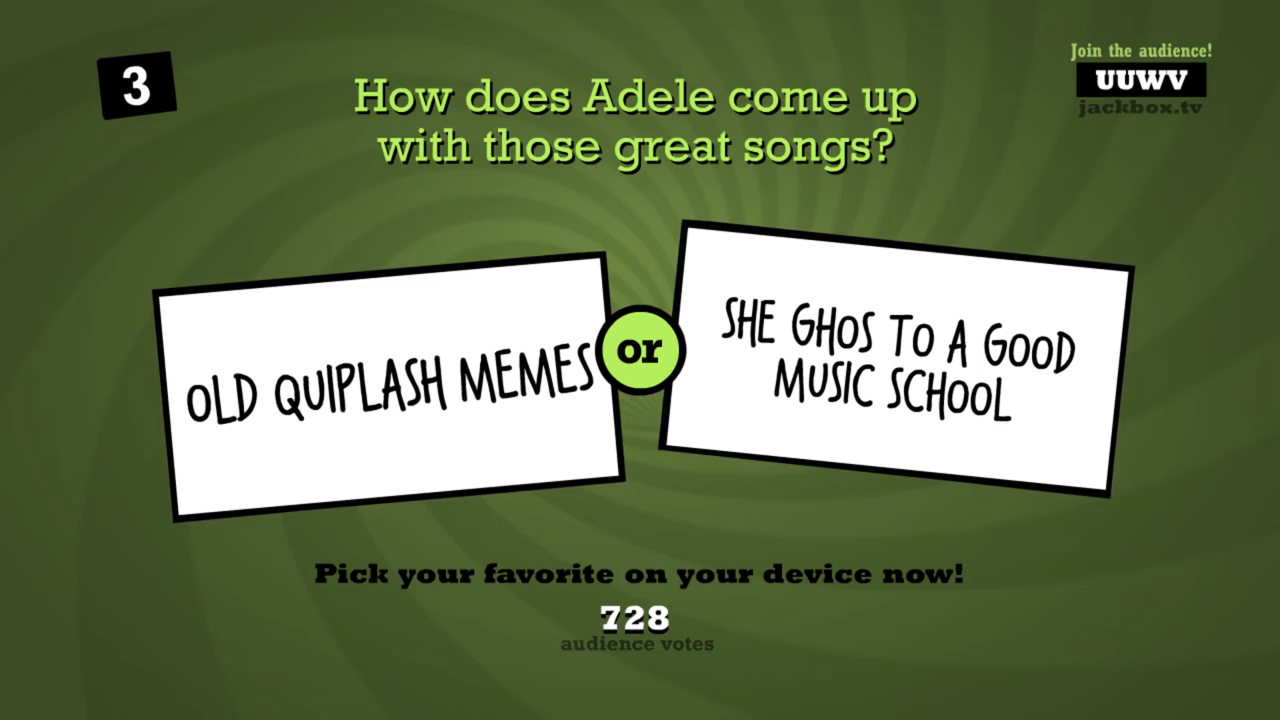 3
Join the audience!
UUWV
jackbox.tv
How does Adele come up
with those great songs?
OLD QUIPLASH MEMES
or
SHE GHOS TO A GOOD
MUSIC SCHOOL
Pick your favorite on your device now!
728
audience votes